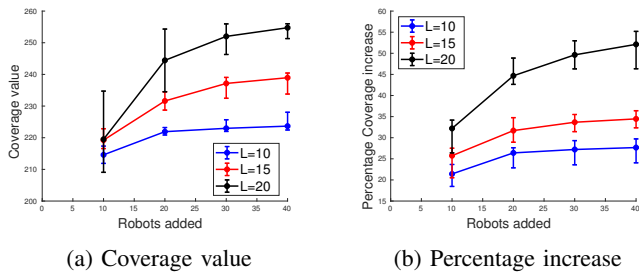 260
250
240
230
220
210
200
0 5 10 15 20 25 30 35 40
Coverage value
Robots added
L=10
L=15
L=20
(a) Coverage value
60
55
50
45
40
35
30
25
20
15
0 5 10 15 20 25 30 35 40
Percentage Coverage increase
Robots added
L=10
L=15
L=20
(b) Percentage increase